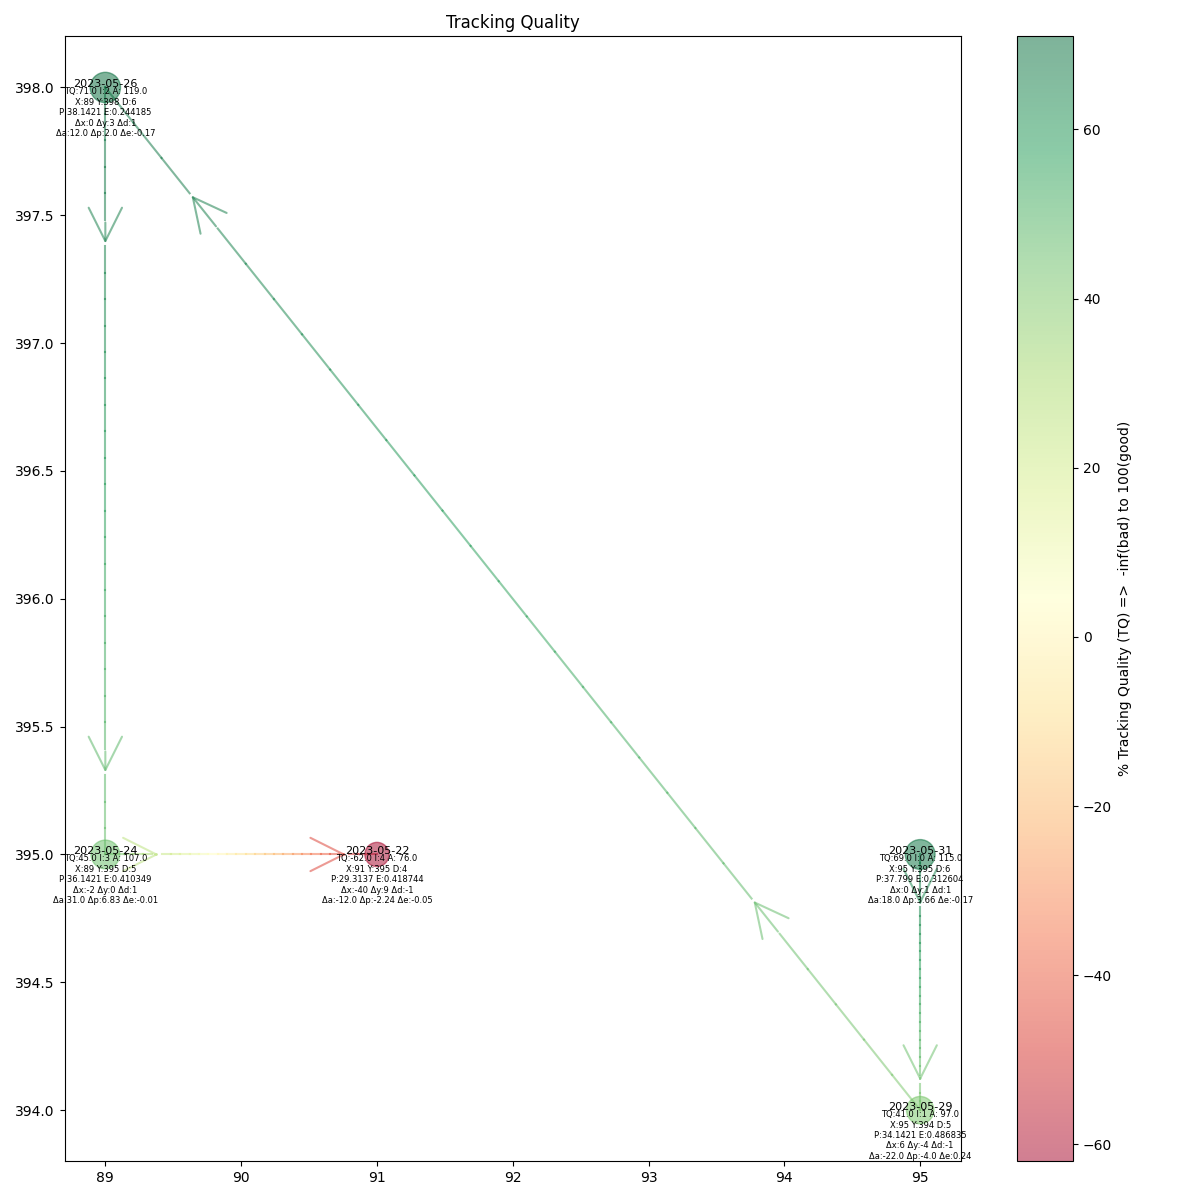 Tracking Quality
2023-05-26
TQ:71.0 I:2 A: 119.0
X:89 Y:398 D:6
P:38.1421 E:0.244185
Δx:0 Δy:3 Δd:1
Δa:12.0 Δp:2.0 Δe:-0.17
2023-05-24
TQ:45.0 I:3 A: 107.0
X:89 Y:395 D:5
P:36.1421 E:0.410349
Δx:-2 Δy:0 Δd:1
Δa:31.0 Δp:6.83 Δe:-0.01
2023-05-22
TQ:-62.0 I:4 A: 76.0
X:91 Y:395 D:4
P:29.3137 E:0.418744
Δx:-40 Δy:9 Δd:-1
Δa:-12.0 Δp:-2.24 Δe:-0.05
2023-05-31
TQ:69.0 I:0 A: 115.0
X:95 Y:395 D:6
P:37.799 E:0.312604
Δx:0 Δy:1 Δd:1
Δa:18.0 Δp:3.66 Δe:-0.17
2023-05-29
TQ:41.0 I:1 A: 97.0
X:95 Y:394 D:5
P:34.1421 E:0.486835
Δx:6 Δy:-4 Δd:-1
Δa:-22.0 Δp:-4.0 Δe:0.24
398.0
397.5
397.0
396.5
396.0
395.5
395.0
394.5
394.0
89 90 91 92 93 94 95
60
40
20
0
−20
−40
−60
% Tracking Quality (TQ) => -inf(bad) to 100(good)